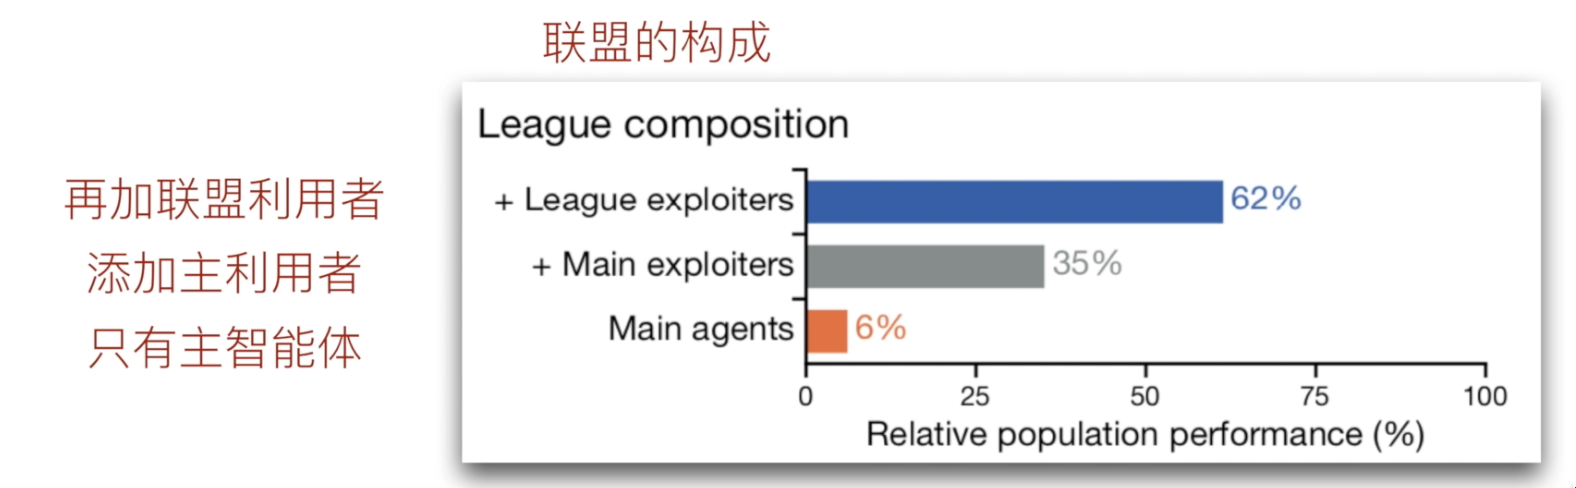 联盟的构成
League composition
再加联盟利用者
+ League exploiters
62%
添加主利用者
+ Main exploiters
35%
只有主智能体
Main agents
6%
0 25 50 75 100
Relative population performance (%)